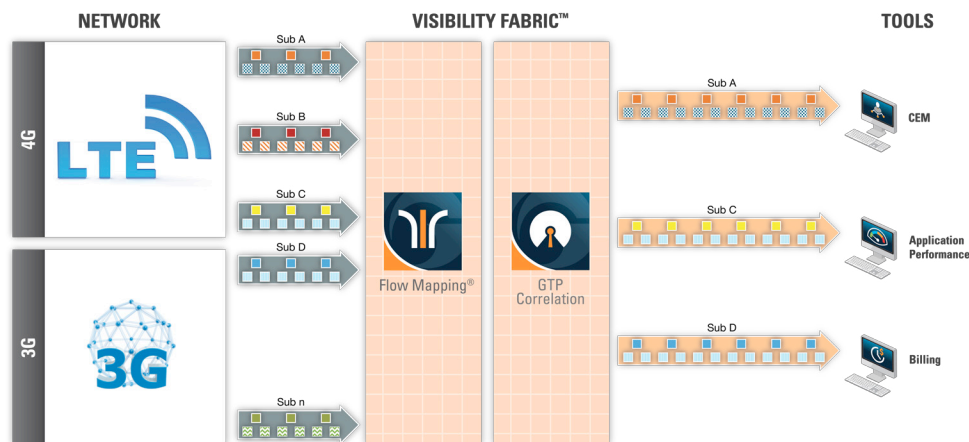 NETWORK
VISIBILITY FABRIC™
TOOLS
4G
LTE
3G
3G
Sub A
Sub B
Sub C
Sub D
Sub n
Flow Mapping®
GTP
Correlation
Sub A
CEM
Sub C
Application
Performance
Sub D
Billing